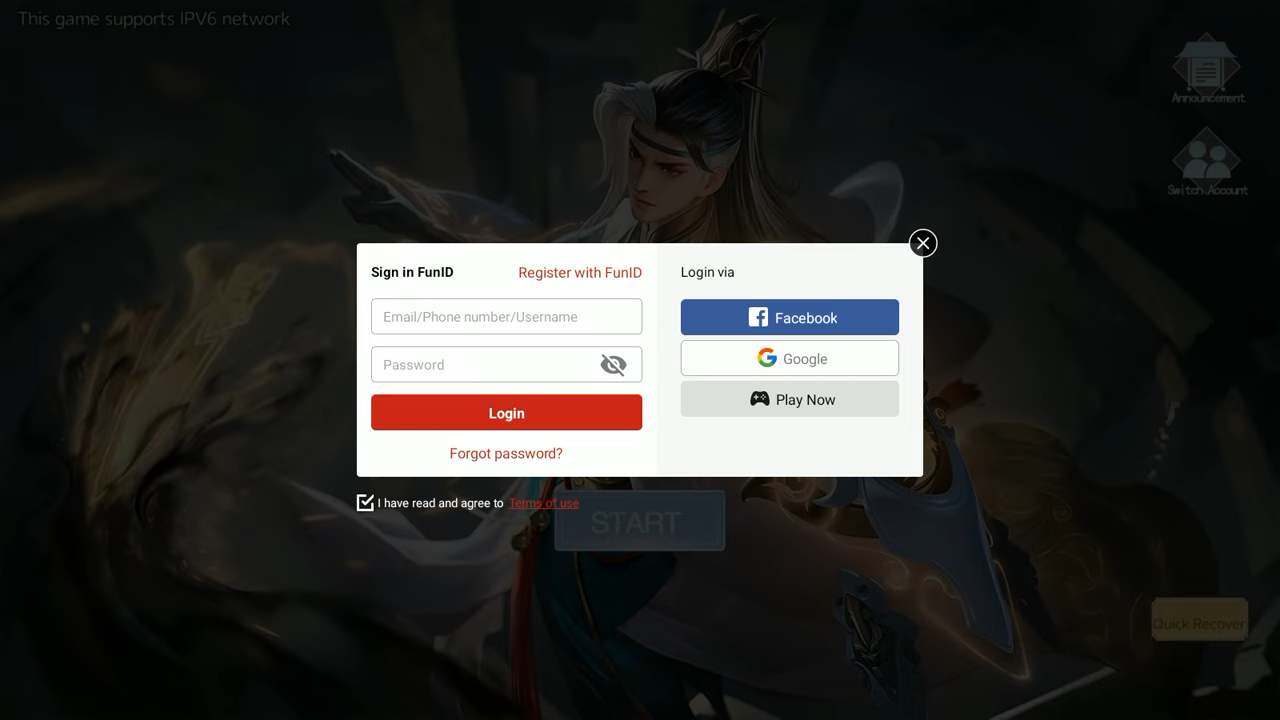 This game supports IPV6 network
Announcement
Switch Account
Sign in FunID
Register with FunID
Email/Phone number/Username
Password
Login
Forgot password?
Login via
Facebook
Google
Play Now
I have read and agree to Terms of use
START
Quick Recover